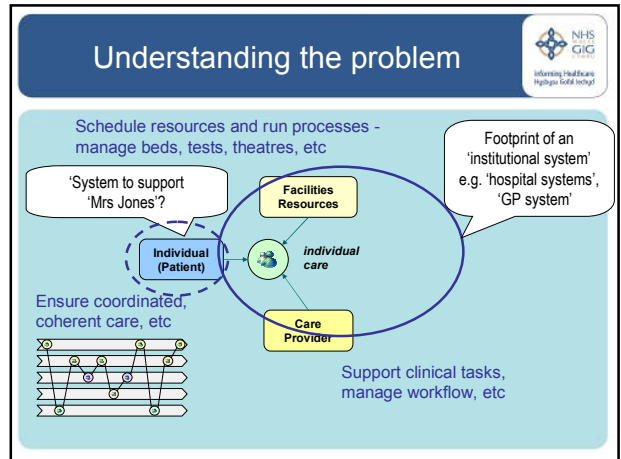 Understanding the problem
NHS
WALES
GIG
CYMRU
Informing Healthcare
Hysbysu Gofal Iechyd
Schedule resources and run processes -
manage beds, tests, theatres, etc
Footprint of an
'institutional system'
e.g. 'hospital systems',
'GP system'
'System to support
'Mrs Jones'?
Facilities
Resources
Individual
(Patient)
individual
care
Ensure coordinated,
coherent care, etc
Care
Provider
Support clinical tasks,
manage workflow, etc